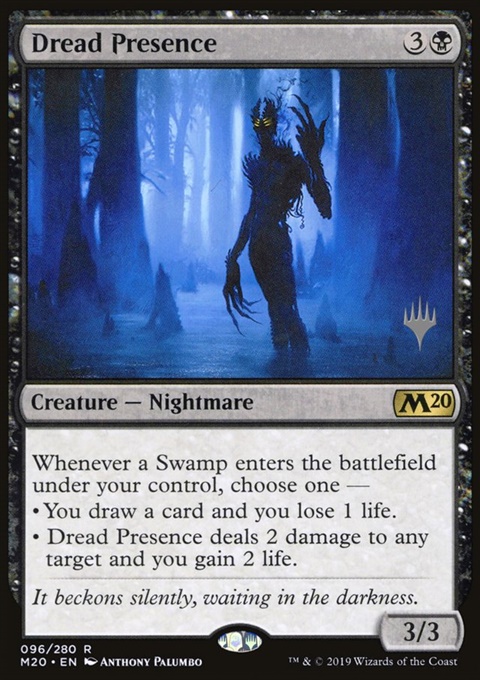 Dread Presence 3
Creature — Nightmare M20
Whenever a Swamp enters the battlefield
under your control, choose one —
• You draw a card and you lose 1 life.
• Dread Presence deals 2 damage to any
target and you gain 2 life.
It beckons silently, waiting in the darkness.
3/3
096/280 R
M20 • EN Anthony Palumbo ™ & © 2019 Wizards of the Coast